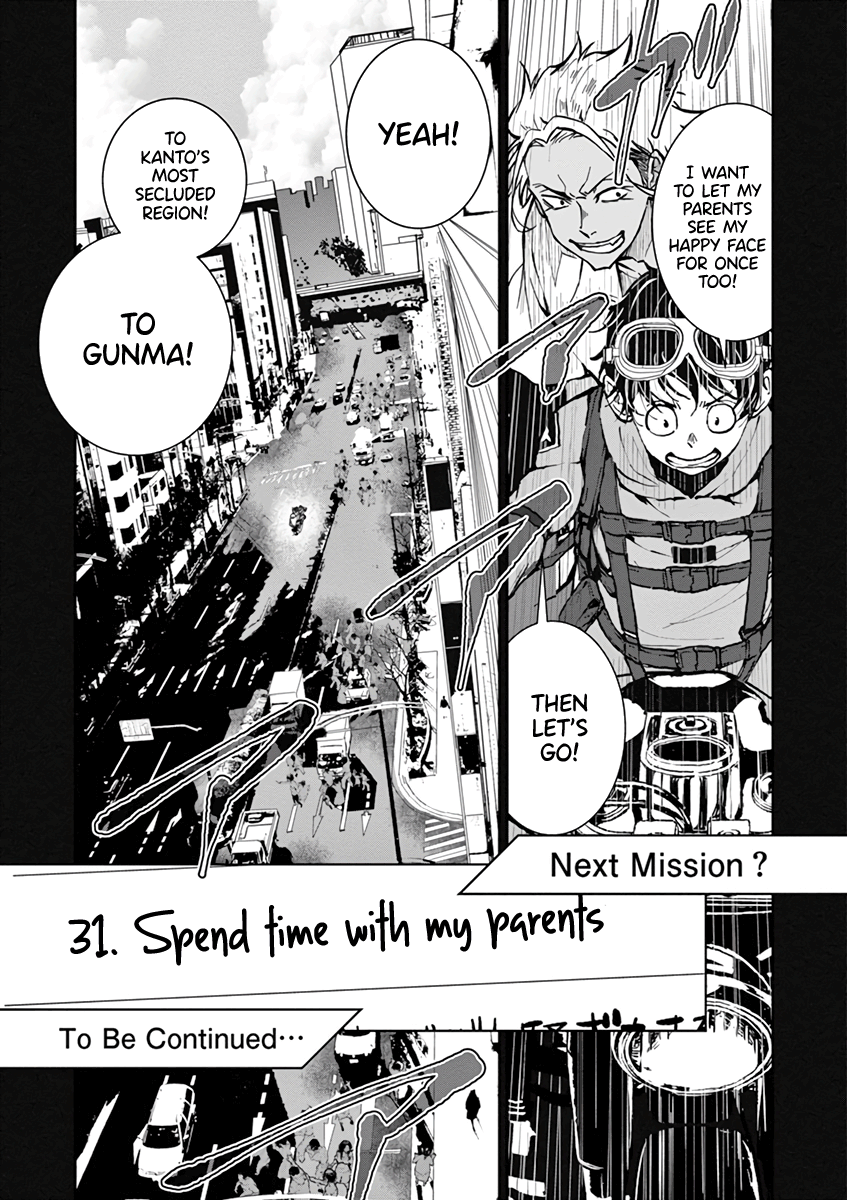 I WANT
TO LET MY
PARENTS
SEE MY
HAPPY FACE
FOR ONCE
TOO!
THEN
LET'S
GO!
YEAH!
TO
KANTO'S
MOST
SECLUDED
REGION!
TO
GUNMA!
Next Mission?
31. Spend time with my parents
To Be Continued…